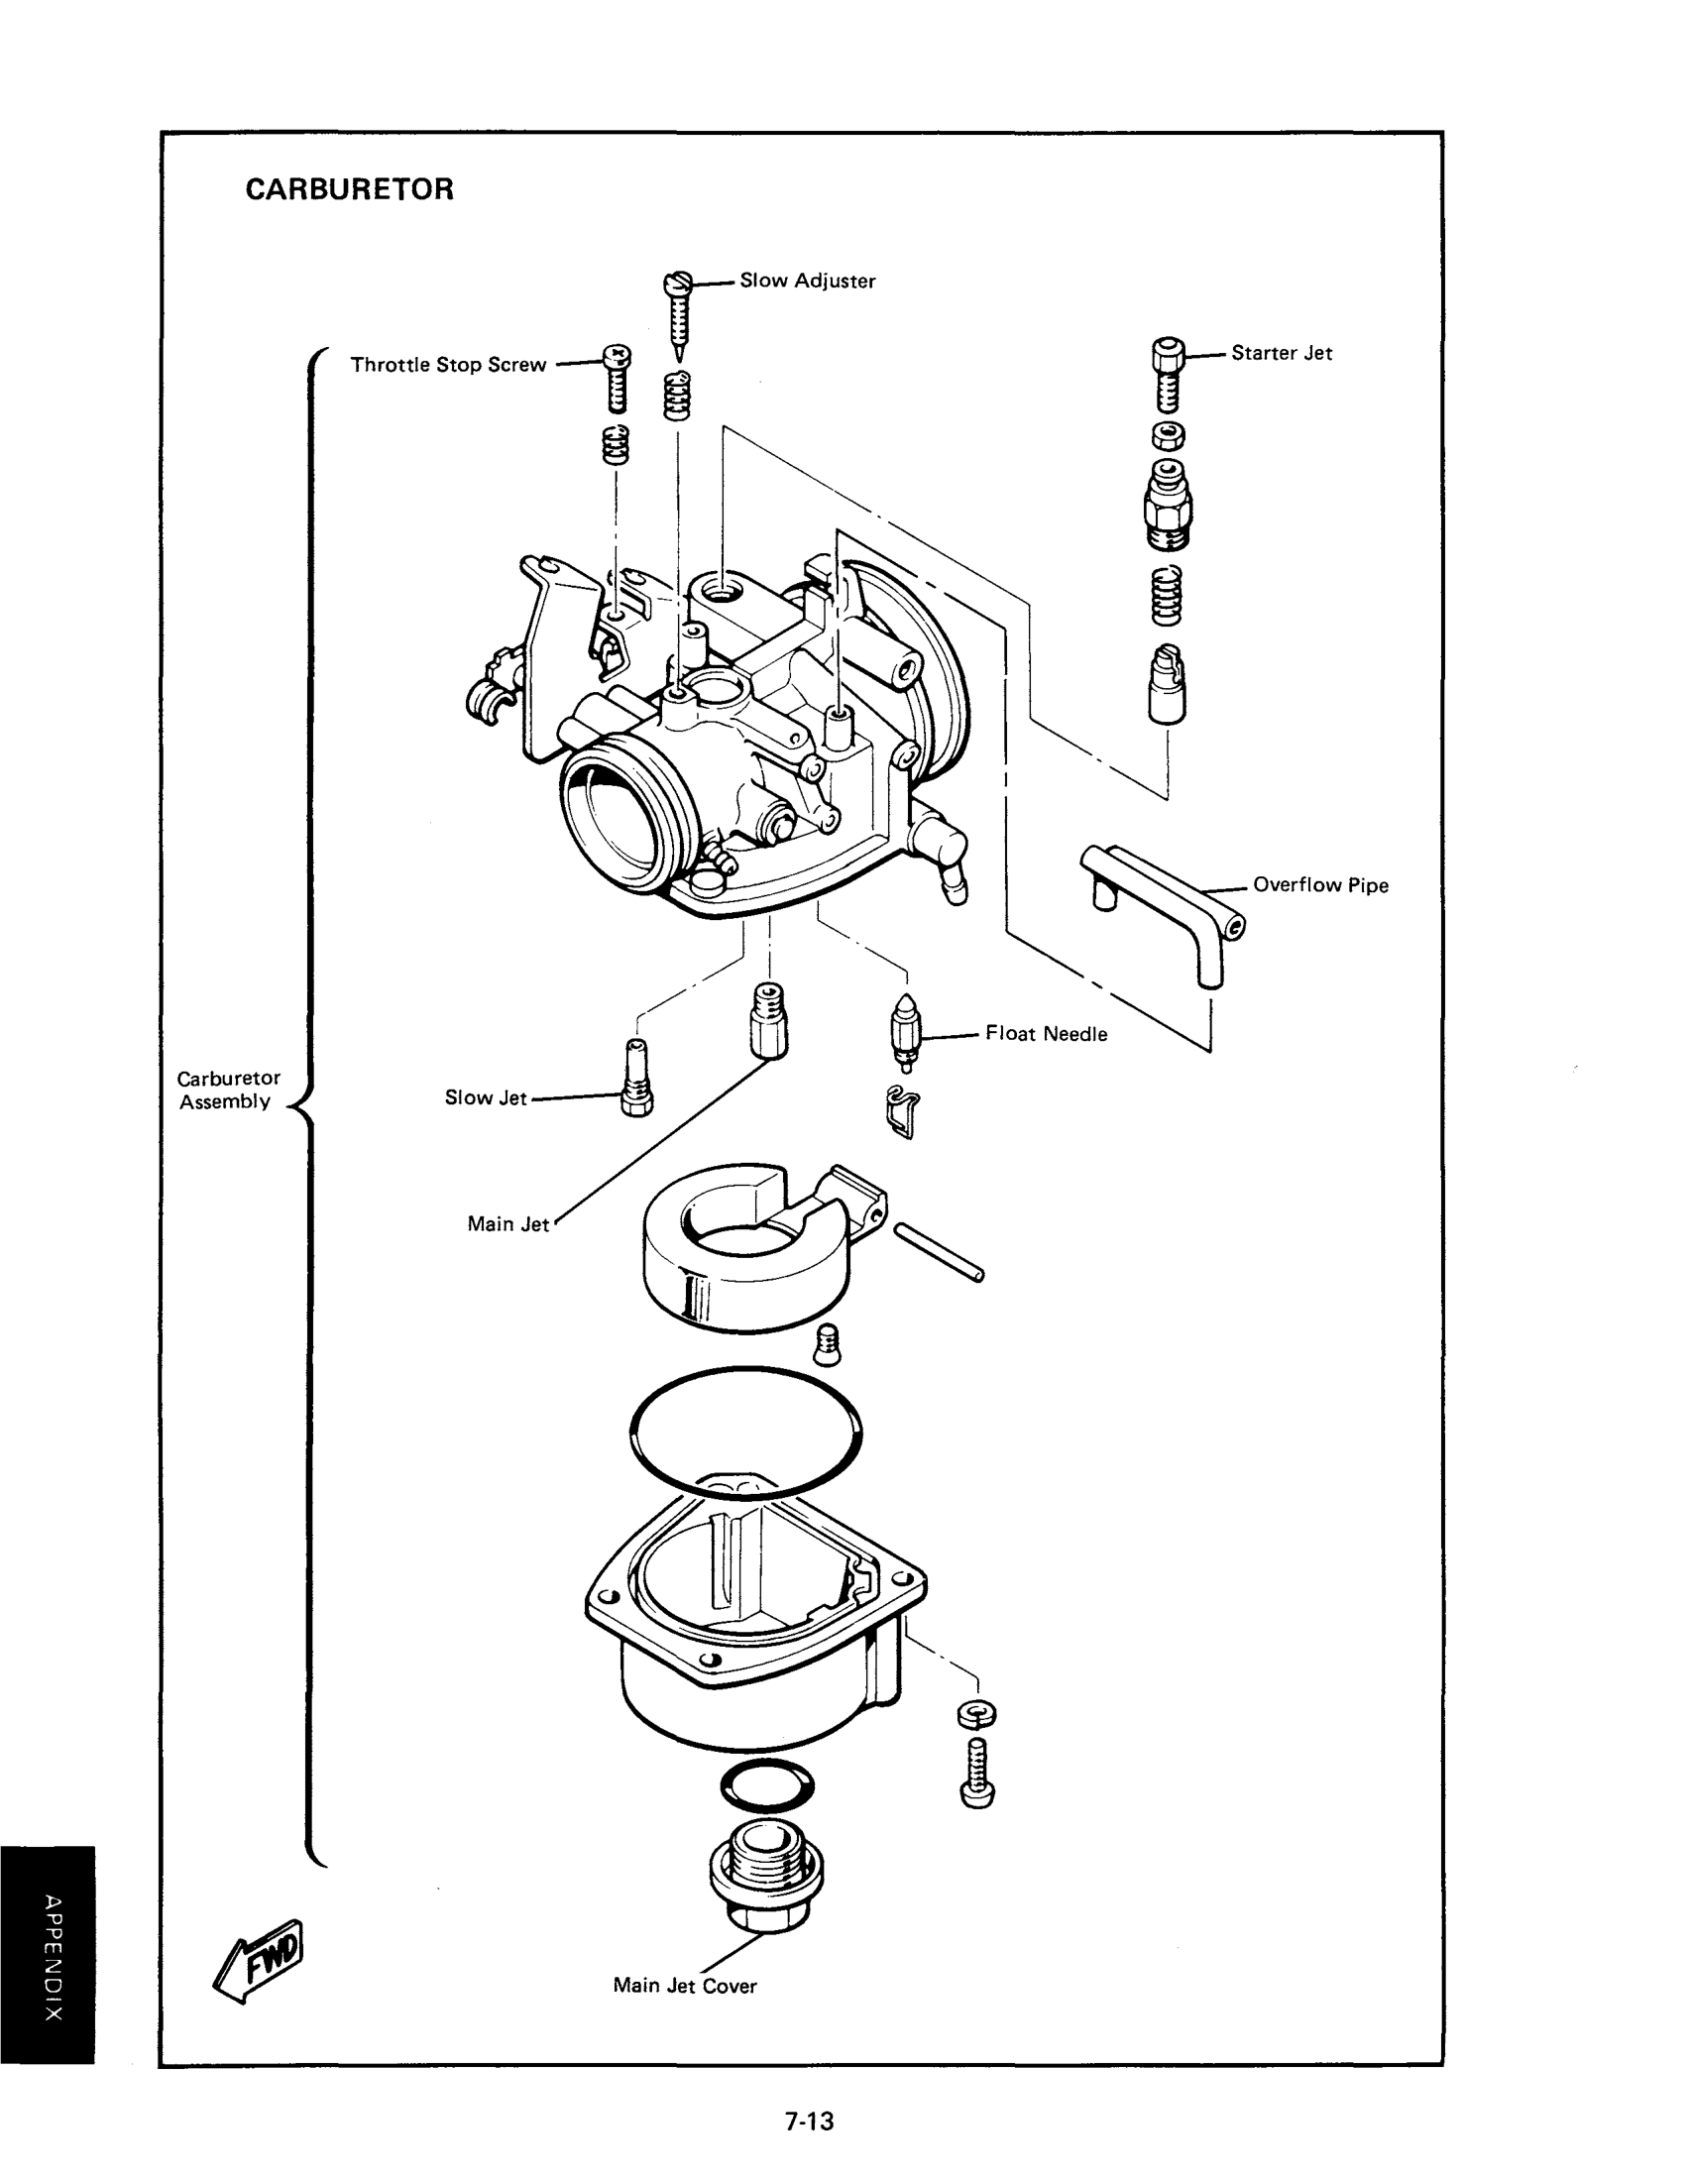 CARBURETOR
Slow Adjuster
Throttle Stop Screw
Starter Jet
Overflow Pipe
Float Needle
Carburetor
Assembly
Slow Jet
Main Jet
Main Jet Cover
FWD
APPENDIX
7-13